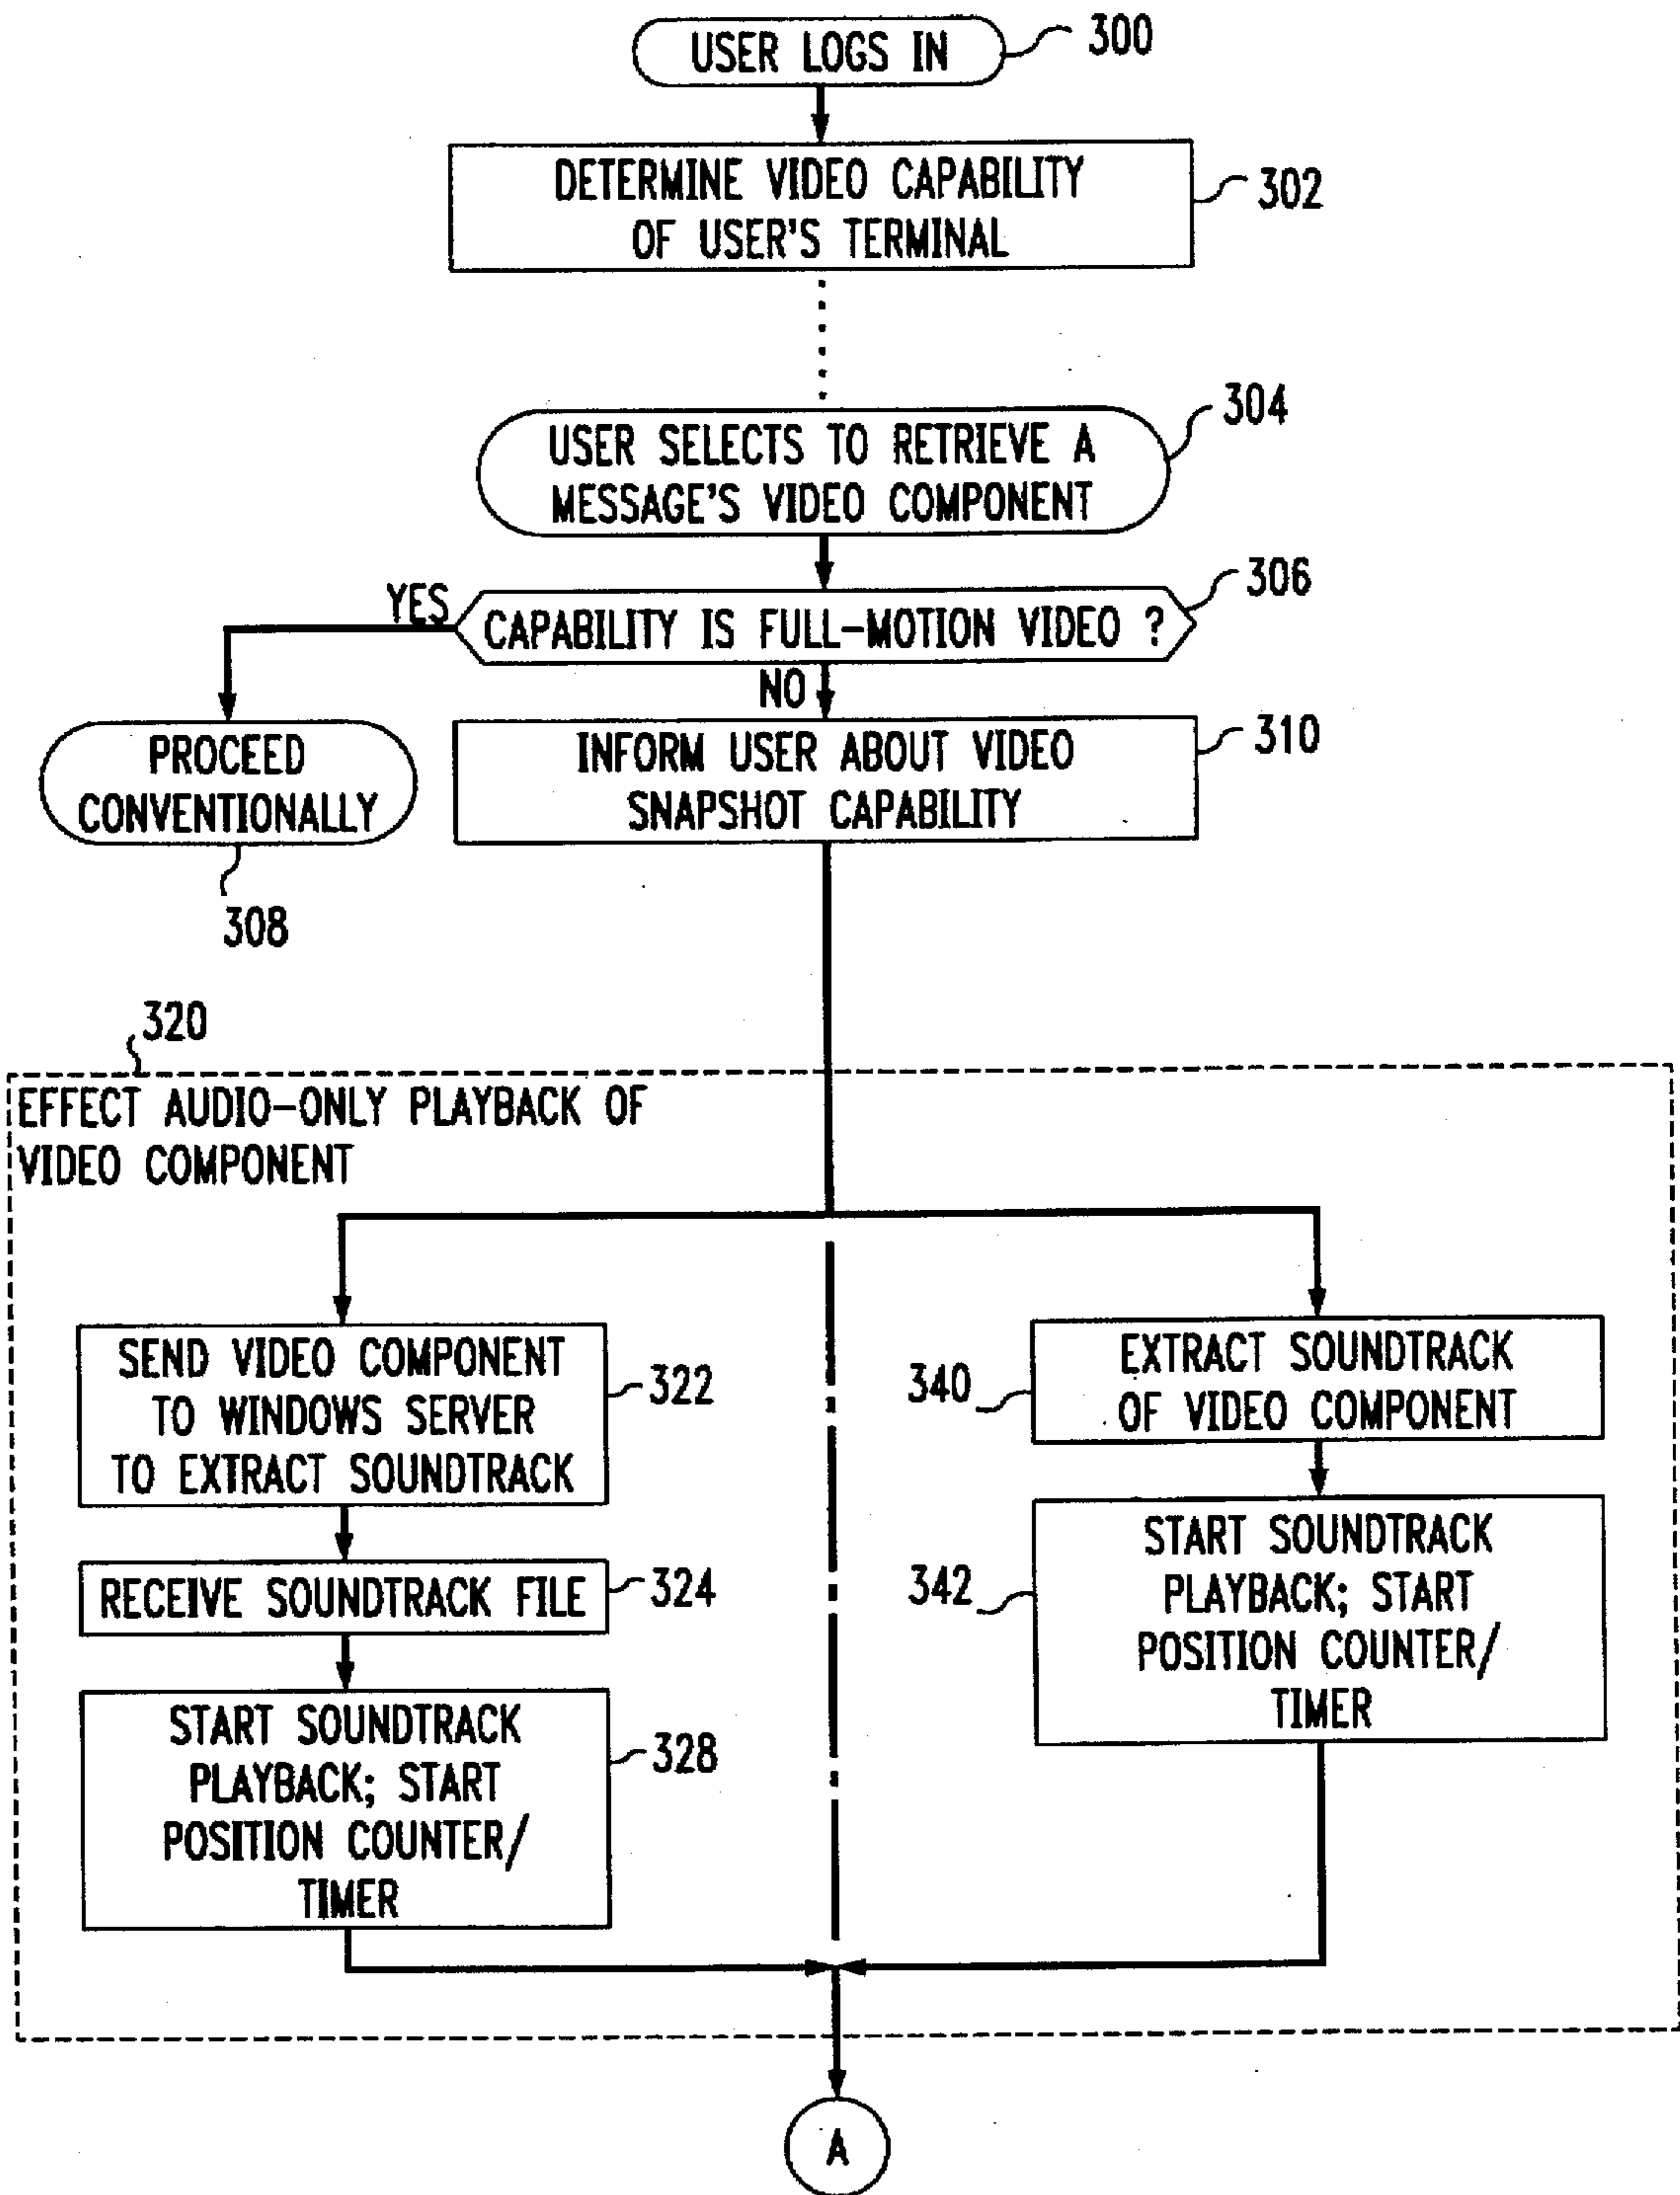 USER LOGS IN
300
DETERMINE VIDEO CAPABILITY
OF USER'S TERMINAL
302
304
USER SELECTS TO RETRIEVE A
MESSAGE'S VIDEO COMPONENT
306
YES
CAPABILITY IS FULL-MOTION VIDEO ?
NO
PROCEED
CONVENTIONALLY
308
INFORM USER ABOUT VIDEO
SNAPSHOT CAPABILITY
310
320
EFFECT AUDIO-ONLY PLAYBACK OF
VIDEO COMPONENT
SEND VIDEO COMPONENT
TO WINDOWS SERVER
TO EXTRACT SOUNDTRACK
322
RECEIVE SOUNDTRACK FILE
324
START SOUNDTRACK
PLAYBACK; START
POSITION COUNTER/
TIMER
328
340
EXTRACT SOUNDTRACK
OF VIDEO COMPONENT
342
START SOUNDTRACK
PLAYBACK; START
POSITION COUNTER/
TIMER
A